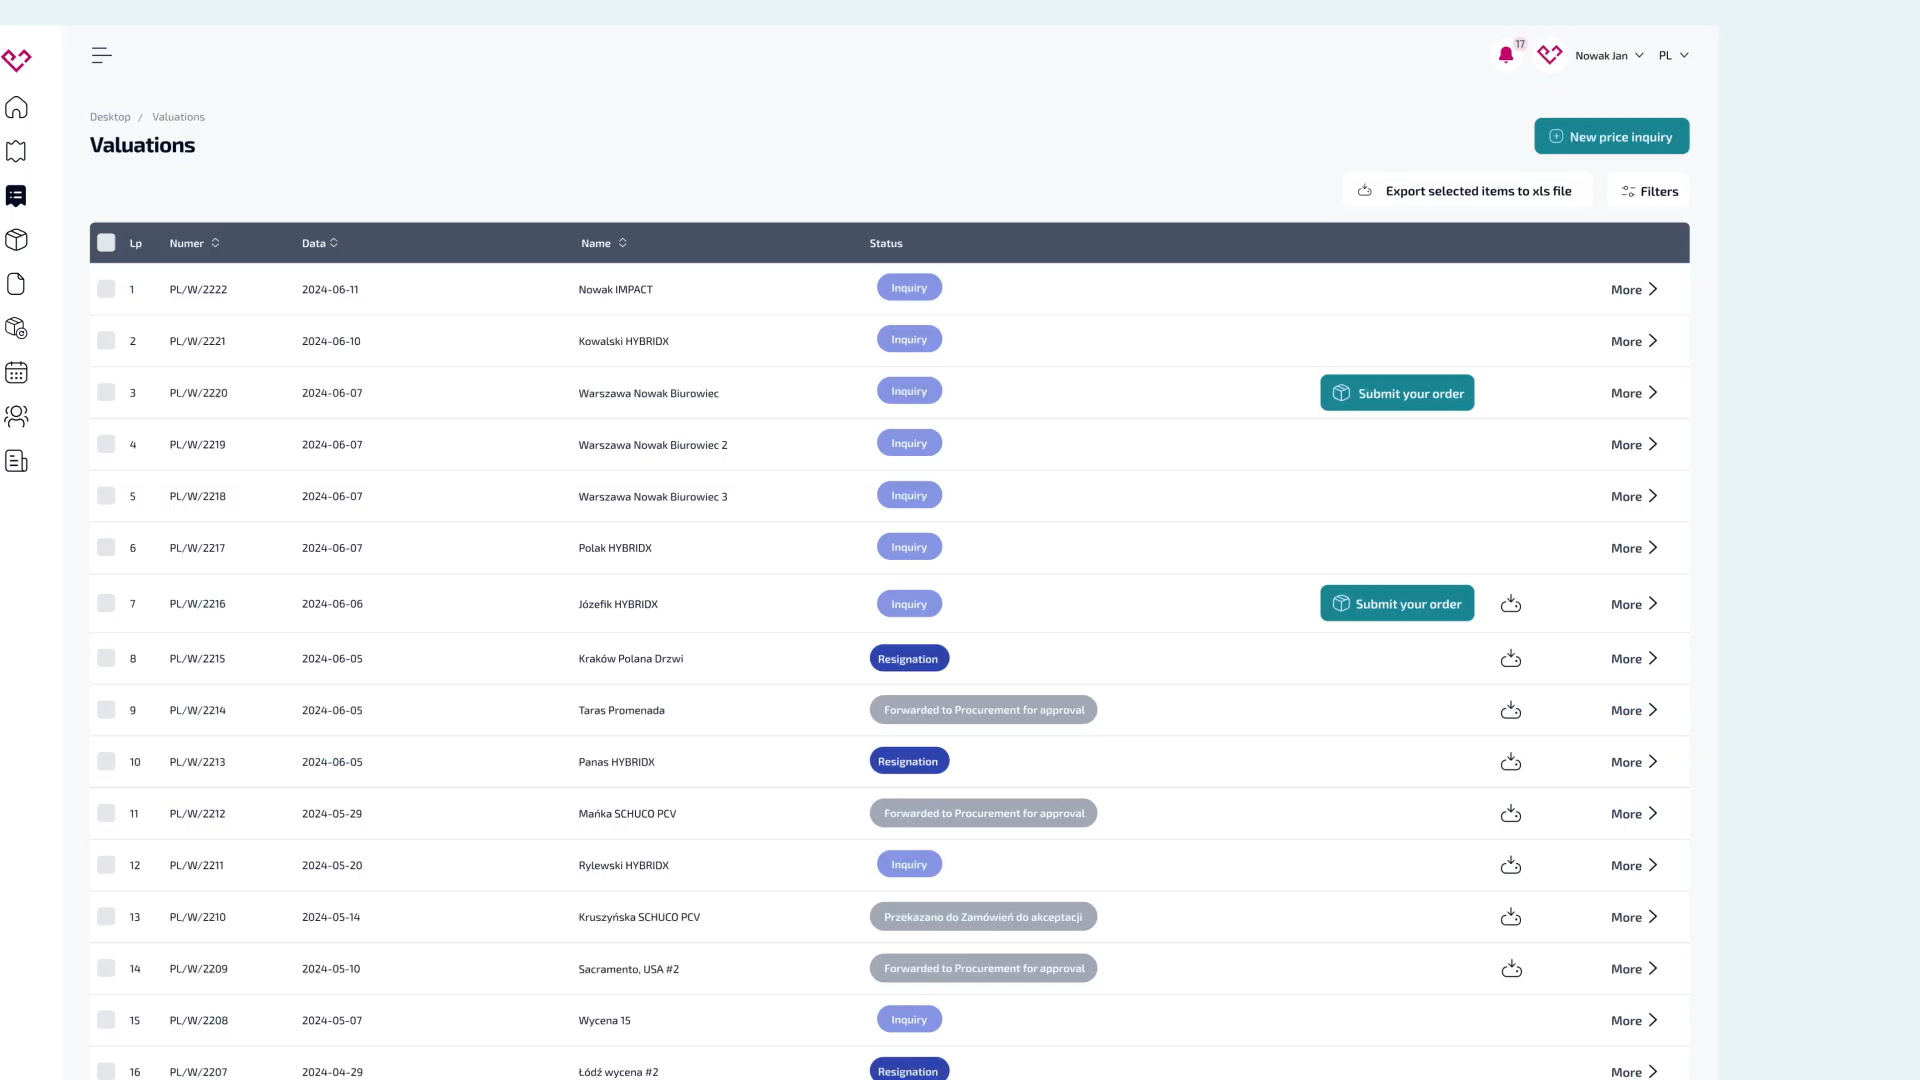 17
Nowak Jan PL
Desktop / Valuations
Valuations
New price inquiry
Export selected items to xls file Filters
Lp Numer Data Name Status
1 PL/W/2222 2024-06-11 Nowak IMPACT Inquiry More
2 PL/W/2221 2024-06-10 Kowalski HYBRIDX Inquiry More
3 PL/W/2220 2024-06-07 Warszawa Nowak Biurowiec Inquiry Submit your order More
4 PL/W/2219 2024-06-07 Warszawa Nowak Biurowiec 2 Inquiry More
5 PL/W/2218 2024-06-07 Warszawa Nowak Biurowiec 3 Inquiry More
6 PL/W/2217 2024-06-07 Polak HYBRIDX Inquiry More
7 PL/W/2216 2024-06-06 Józefik HYBRIDX Inquiry Submit your order More
8 PL/W/2215 2024-06-05 Kraków Polana Drzwi Resignation More
9 PL/W/2214 2024-06-05 Taras Promenada Forwarded to Procurement for approval More
10 PL/W/2213 2024-06-05 Panas HYBRIDX Resignation More
11 PL/W/2212 2024-05-29 Mańka SCHUCO PCV Forwarded to Procurement for approval More
12 PL/W/2211 2024-05-20 Rylewski HYBRIDX Inquiry More
13 PL/W/2210 2024-05-14 Kruszyńska SCHUCO PCV Przekazano do Zamówień do akceptacji More
14 PL/W/2209 2024-05-10 Sacramento, USA #2 Forwarded to Procurement for approval More
15 PL/W/2208 2024-05-07 Wycena 15 Inquiry More
16 PL/W/2207 2024-04-29 Łódź wycena #2 Resignation More